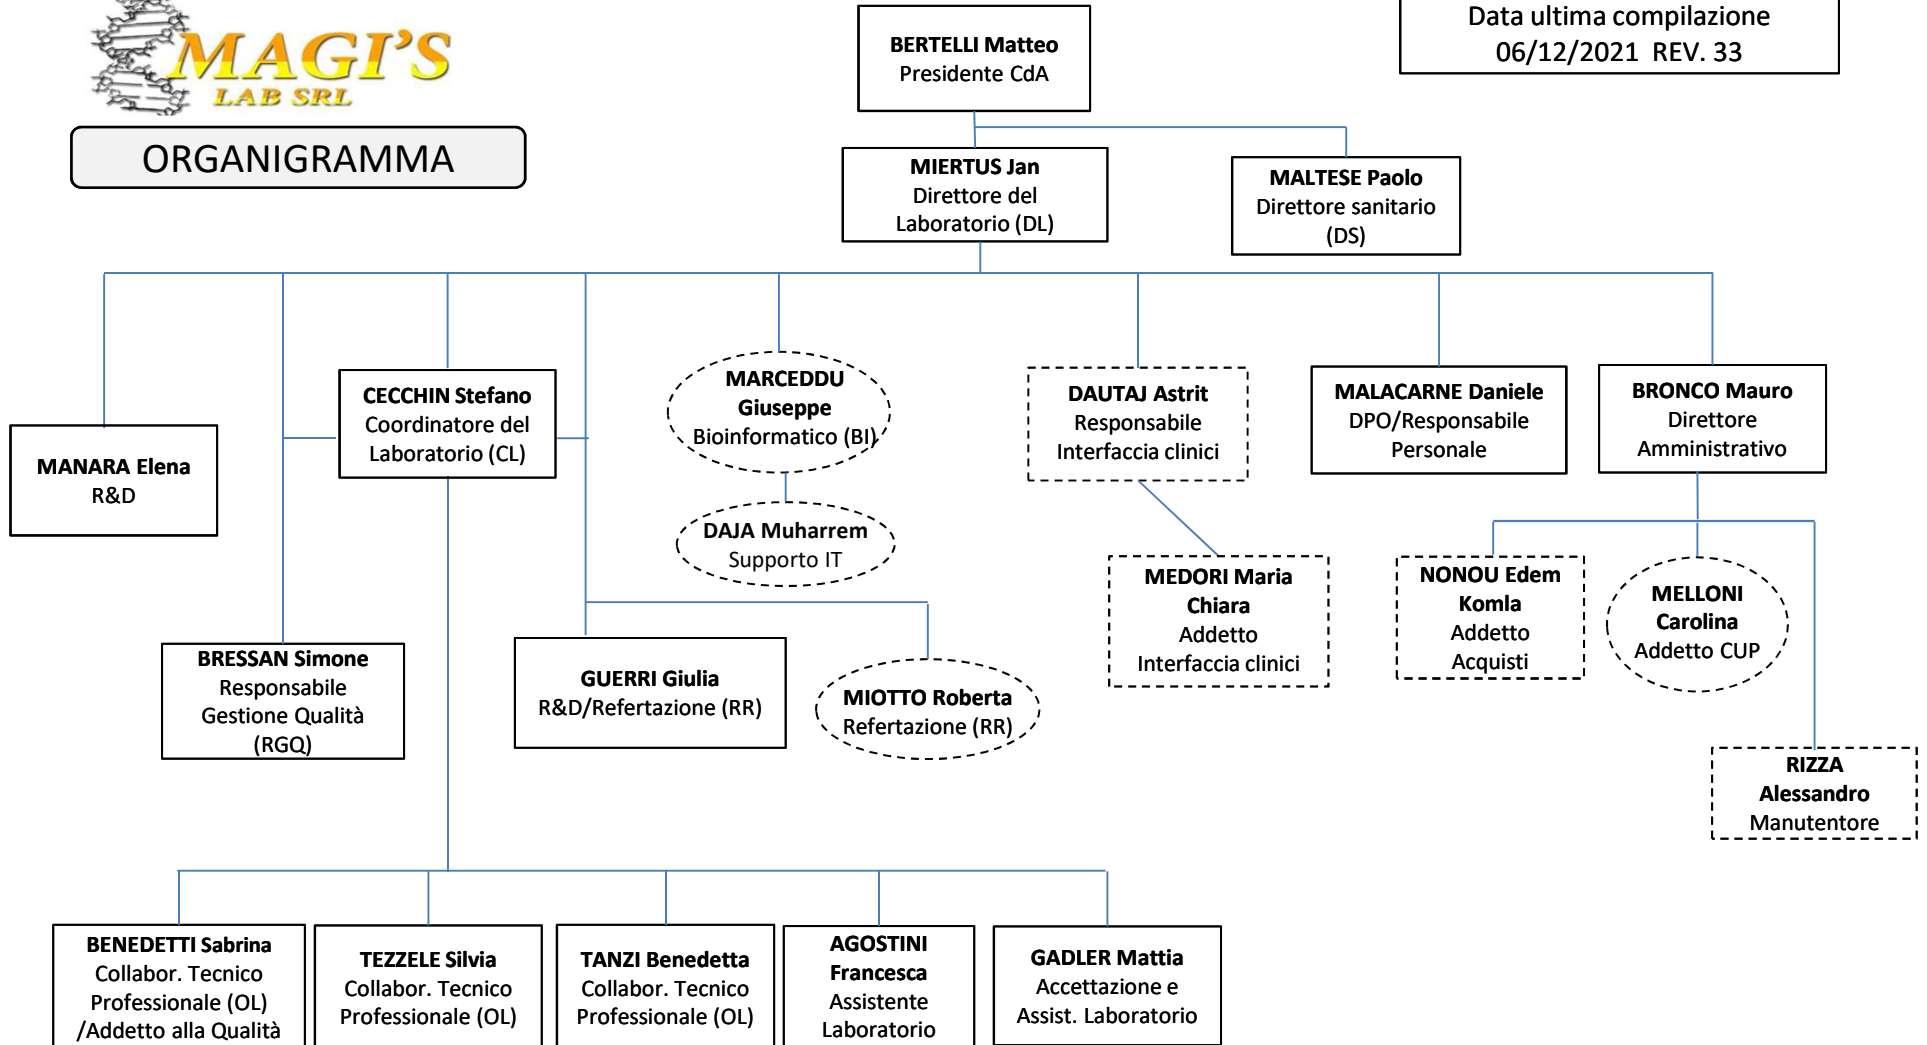 MAGI'S
LAB SRL
ORGANIGRAMMA
BERTELLI Matteo
Presidente CdA
Data ultima compilazione
06/12/2021 REV. 33
MIERTUS Jan
Direttore del
Laboratorio (DL)
MALTESE Paolo
Direttore sanitario
(DS)
MANARA Elena
R&D
CECCHIN Stefano
Coordinatore del
Laboratorio (CL)
MARCEDDU
Giuseppe
Bioinformatico (BI)
DAJA Muharrem
Supporto IT
DAUTAJ Astrit
Responsabile
Interfaccia clinici
MALACARNE Daniele
DPO/Responsabile
Personale
BRONCO Mauro
Direttore
Amministrativo
MEDORI Maria
Chiara
Addetto
Interfaccia clinici
NONOU Edem
Komla
Addetto
Acquisti
MELLONI
Carolina
Addetto CUP
BRESSAN Simone
Responsabile
Gestione Qualità
(RGQ)
GUERRI Giulia
R&D/Refertazione (RR)
MIOTTO Roberta
Refertazione (RR)
RIZZA
Alessandro
Manutentore
BENEDETTI Sabrina
Collabor. Tecnico
Professionale (OL)
/Addetto alla Qualità
TEZZELE Silvia
Collabor. Tecnico
Professionale (OL)
TANZI Benedetta
Collabor. Tecnico
Professionale (OL)
AGOSTINI
Francesca
Assistente
Laboratorio
GADLER Mattia
Accettazione e
Assist. Laboratorio